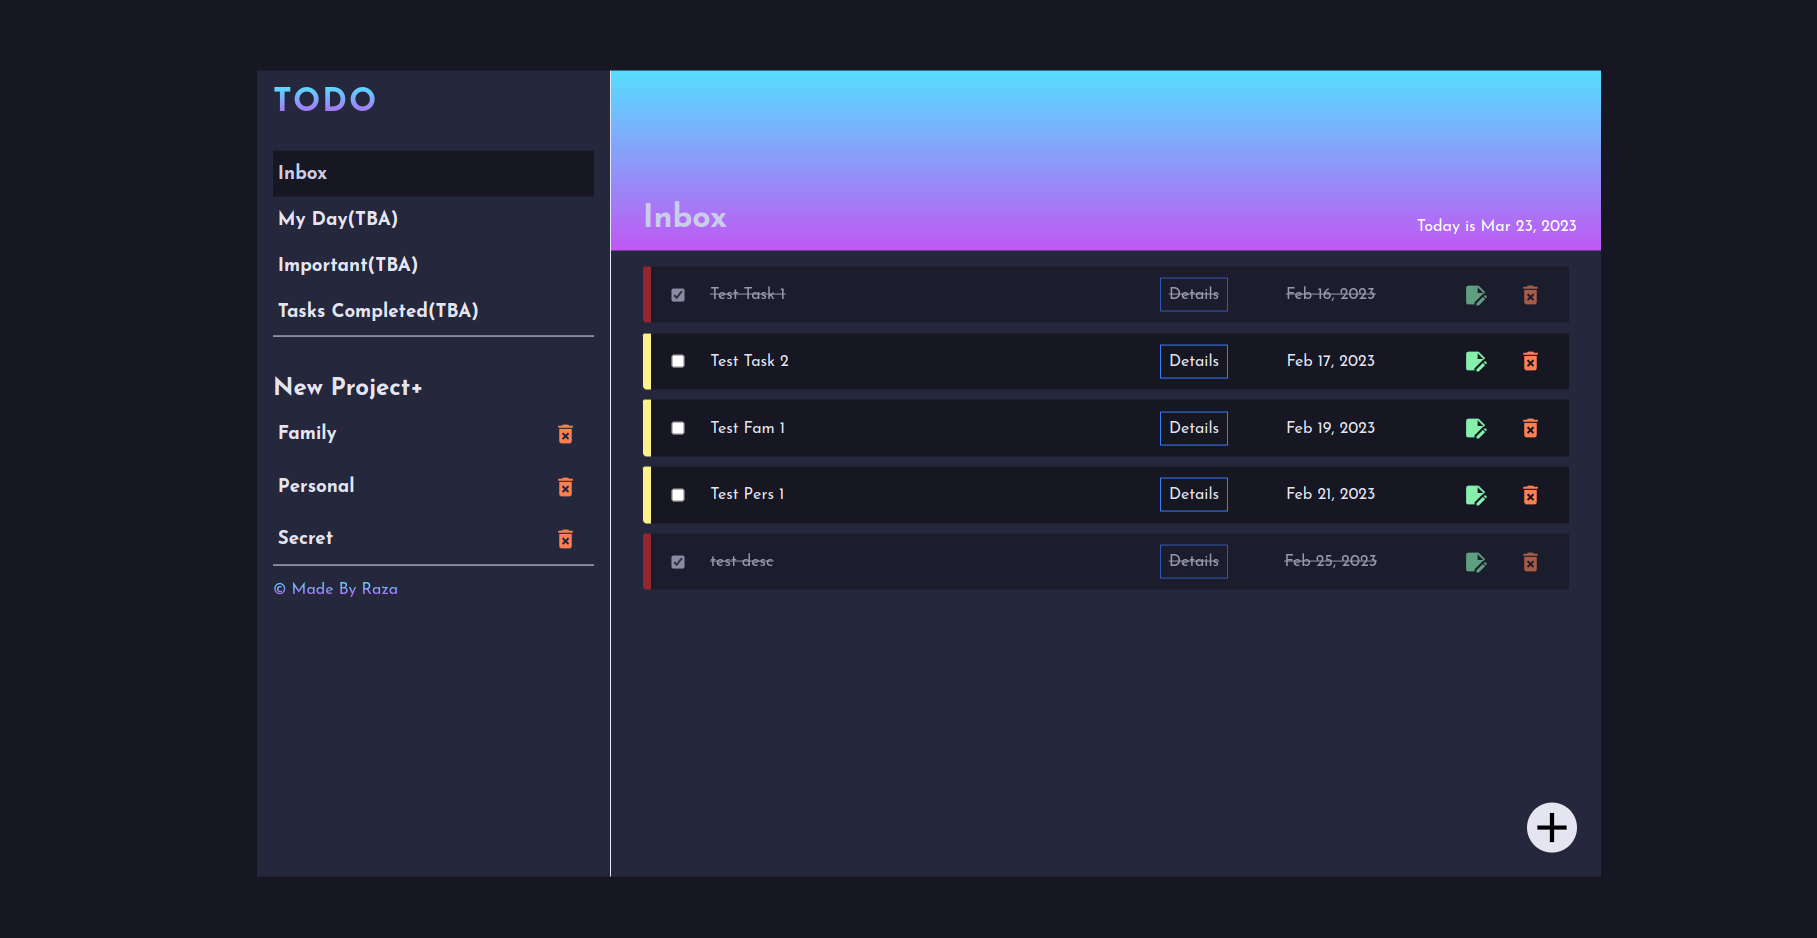 TODO
Inbox
My Day(TBA)
Important(TBA)
Tasks Completed(TBA)
New Project+
Family
Personal
Secret
© Made By Raza
Inbox
Today is Mar 23, 2023
Test Task 1 Details Feb 16, 2023
Test Task 2 Details Feb 17, 2023
Test Fam 1 Details Feb 19, 2023
Test Pers 1 Details Feb 21, 2023
test desc Details Feb 25, 2023